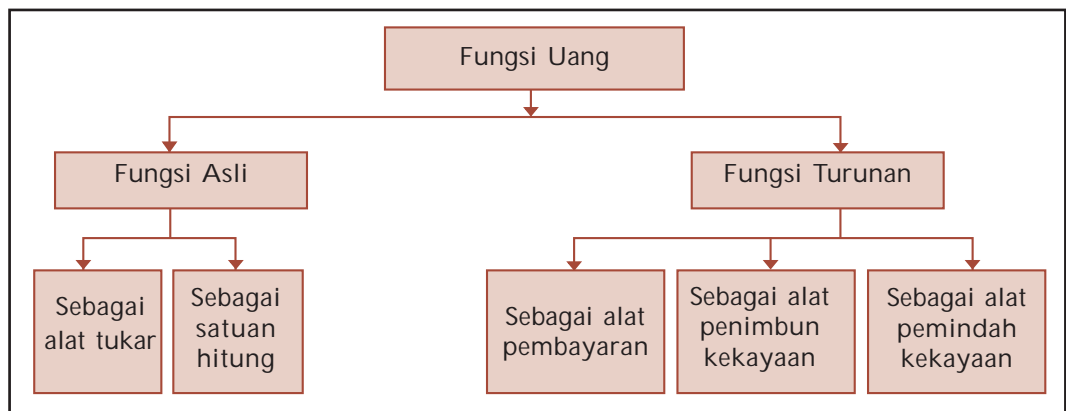 Fungsi Uang
Fungsi Asli
Fungsi Turunan
Sebagai
alat tukar
Sebagai
satuan
hitung
Sebagai alat
pembayaran
Sebagai alat
penimbun
kekayaan
Sebagai alat
pemindah
kekayaan